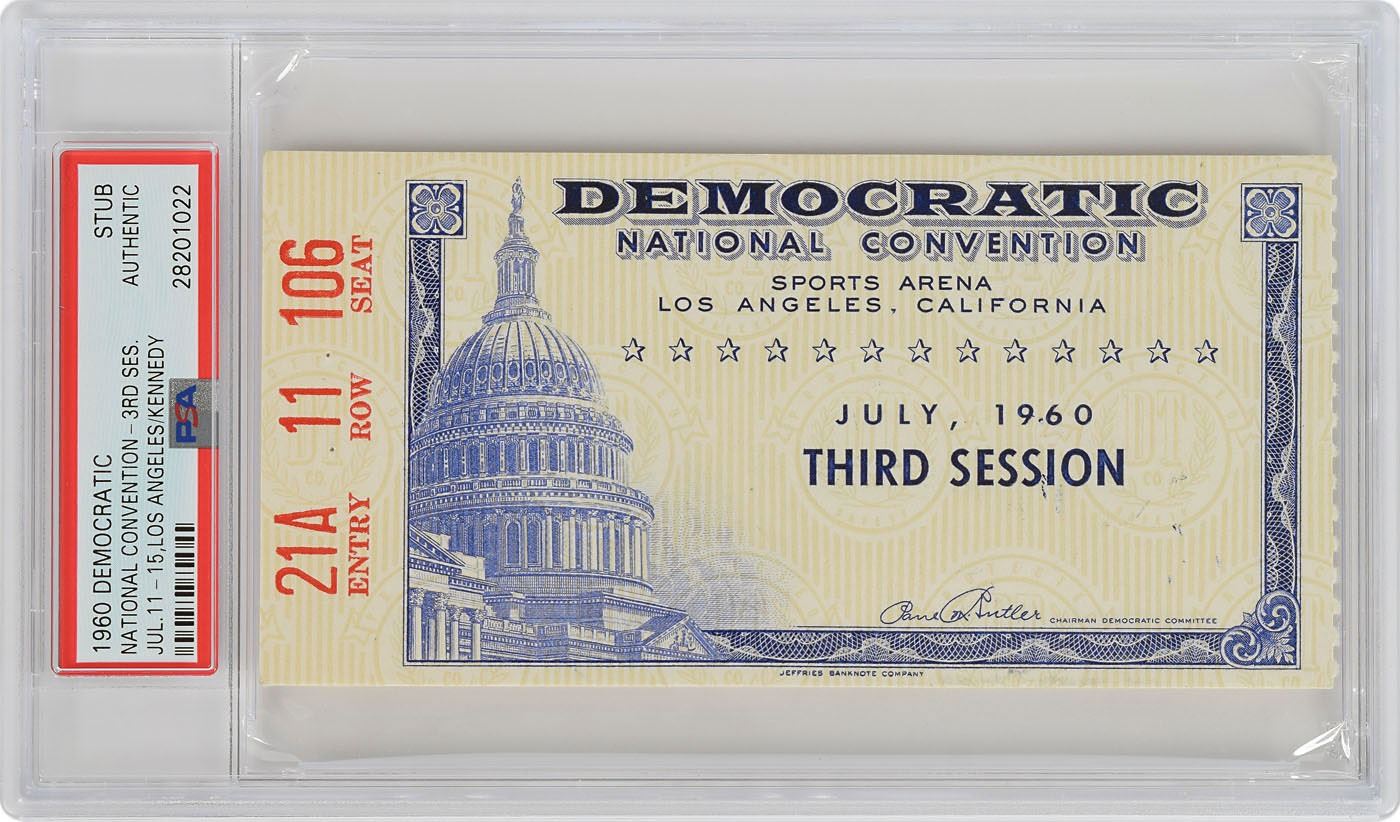 1960 DEMOCRATIC
NATIONAL CONVENTION - 3RD SES.
JUL.11 - 15,LOS ANGELES/KENNEDY
STUB
AUTHENTIC
28201022
PSA
21A 11 106
ENTRY ROW SEAT
DEMOCRATIC
NATIONAL CONVENTION
SPORTS ARENA
LOS ANGELES, CALIFORNIA
JULY, 1960
THIRD SESSION
Paul M. Butler CHAIRMAN DEMOCRATIC COMMITTEE
JEFFRIES BANKNOTE COMPANY